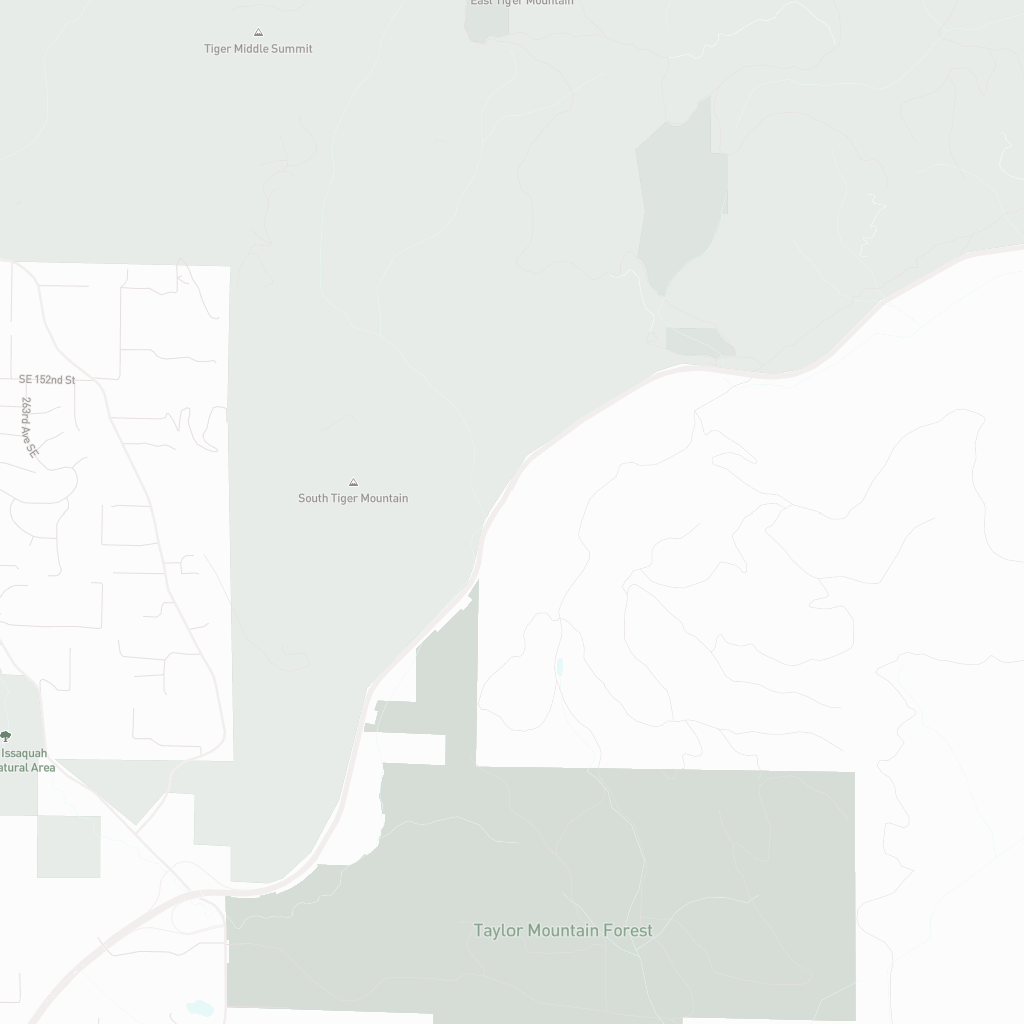 East Tiger Mountain
Tiger Middle Summit
SE 152nd St
263rd Ave SE
South Tiger Mountain
Issaquah
atural Area
Taylor Mountain Forest